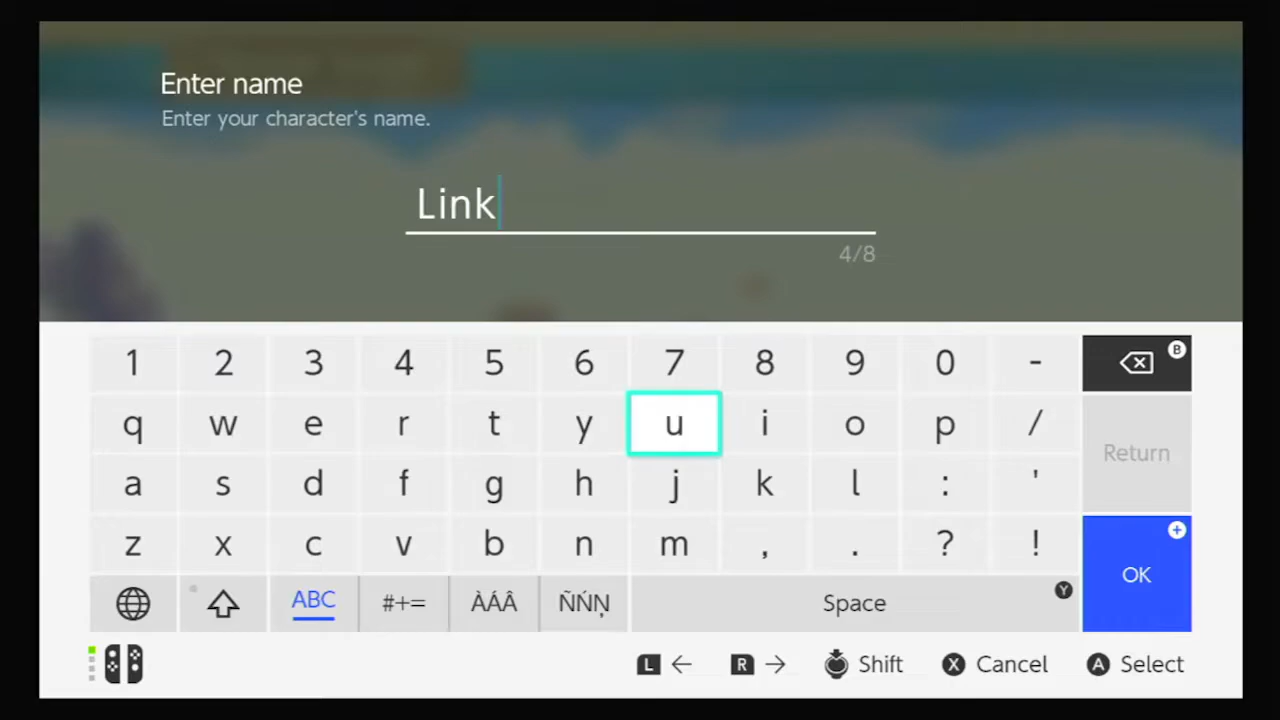 Enter name
Enter your character's name.
Link
4/8
1 2 3 4 5 6 7 8 9 0 - B
q w e r t y u i o p / Return
a s d f g h j k l : '
z x c v b n m , . ? ! + OK
ABC #+= ÀÁÂ ÑŃŅ Space Y
L ← R → Shift X Cancel A Select